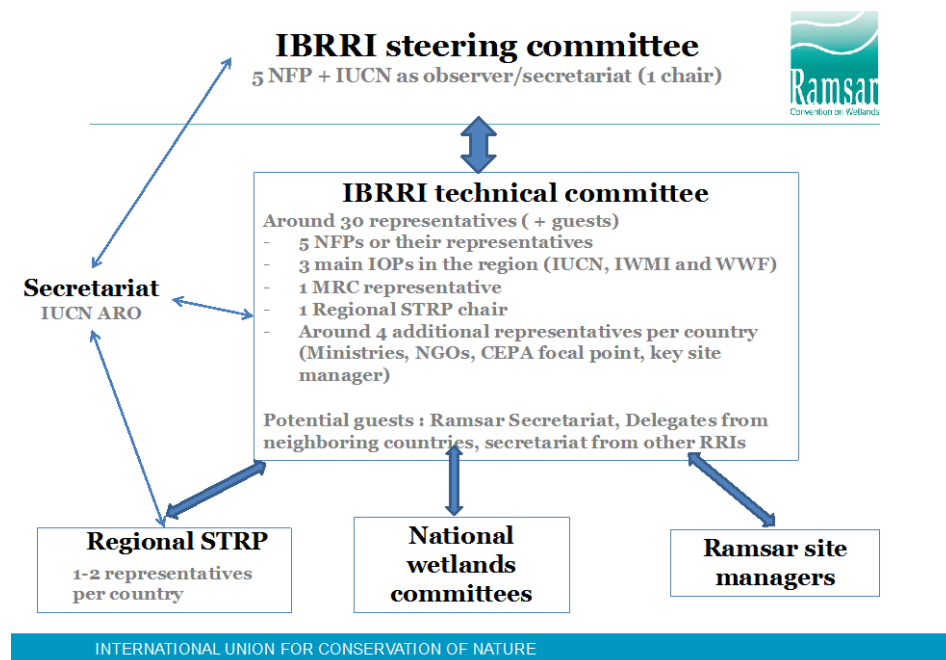 IBRRI steering committee
5 NFP + IUCN as observer/secretariat (1 chair)
Ramsar
Convention on Wetlands
IBRRI technical committee
Around 30 representatives ( + guests)
- 5 NFPs or their representatives
- 3 main IOPs in the region (IUCN, IWMI and WWF)
- 1 MRC representative
- 1 Regional STRP chair
- Around 4 additional representatives per country
(Ministries, NGOs, CEPA focal point, key site
manager)
Potential guests : Ramsar Secretariat, Delegates from
neighboring countries, secretariat from other RRIs
Secretariat
IUCN ARO
Regional STRP
1-2 representatives
per country
National
wetlands
committees
Ramsar site
managers
INTERNATIONAL UNION FOR CONSERVATION OF NATURE